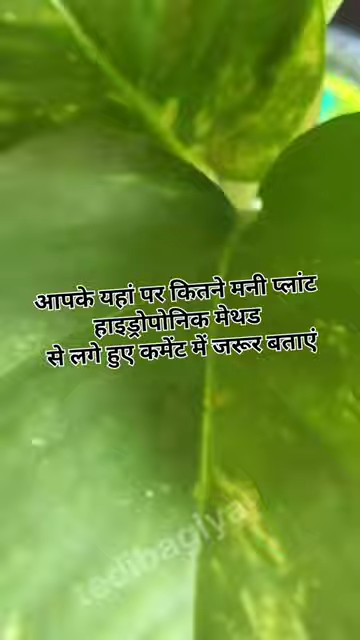 आपके यहां पर कितने मनी प्लांट
हाइड्रोपोनिक मेथड
से लगे हुए कमेंट में जरूर बताएं